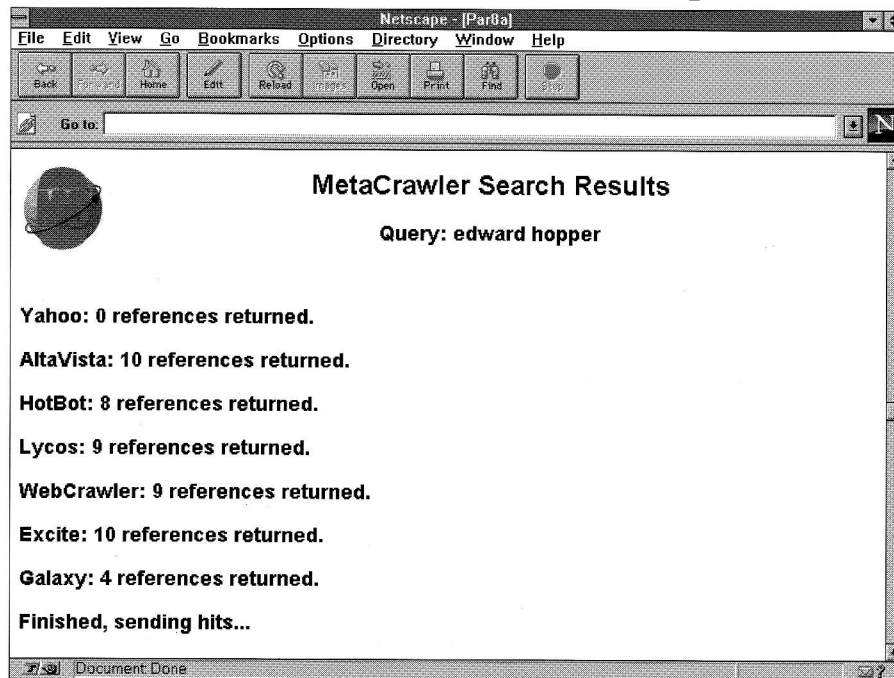 Netscape - [Par8a]
File Edit View Go Bookmarks Options Directory Window Help
Back Forward Home Edit Reload Images Open Print Find Stop
Go to:
N
MetaCrawler Search Results
Query: edward hopper
Yahoo: 0 references returned.
AltaVista: 10 references returned.
HotBot: 8 references returned.
Lycos: 9 references returned.
WebCrawler: 9 references returned.
Excite: 10 references returned.
Galaxy: 4 references returned.
Finished, sending hits...
Document: Done
?